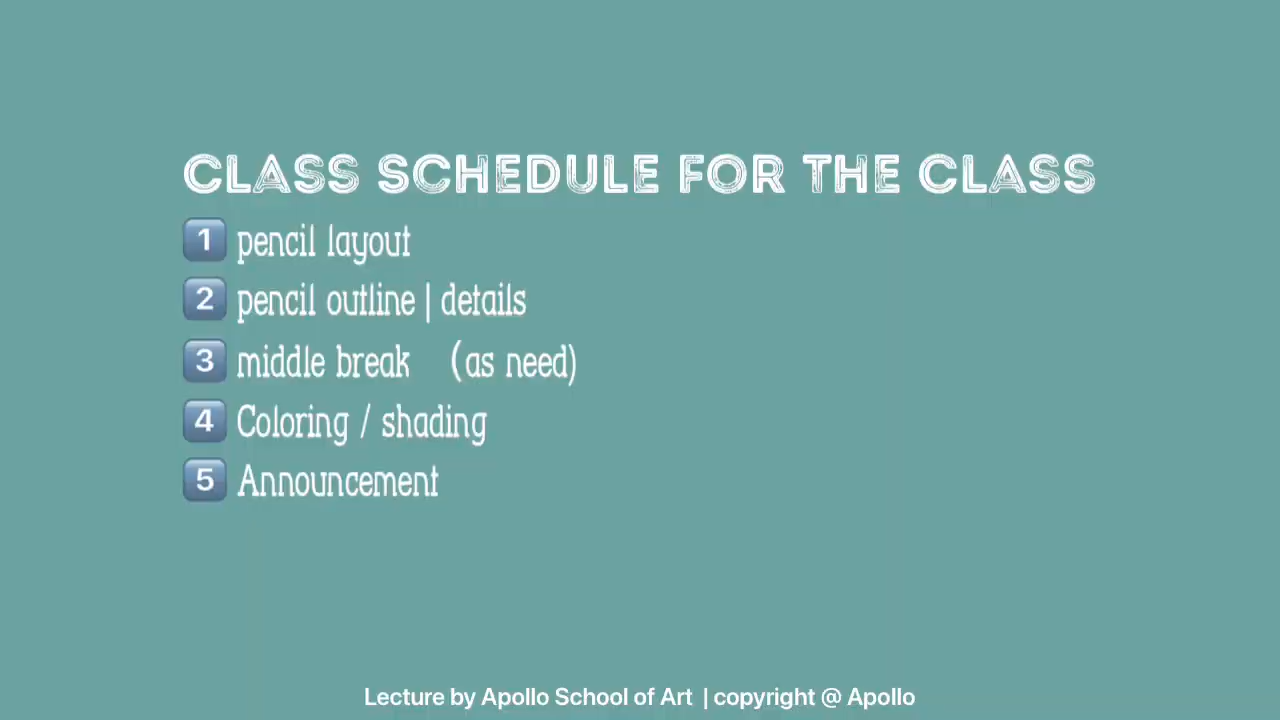 CLASS SCHEDULE FOR THE CLASS
1 pencil layout
2 pencil outline | details
3 middle break (as need)
4 Coloring / shading
5 Announcement
Lecture by Apollo School of Art | copyright @ Apollo